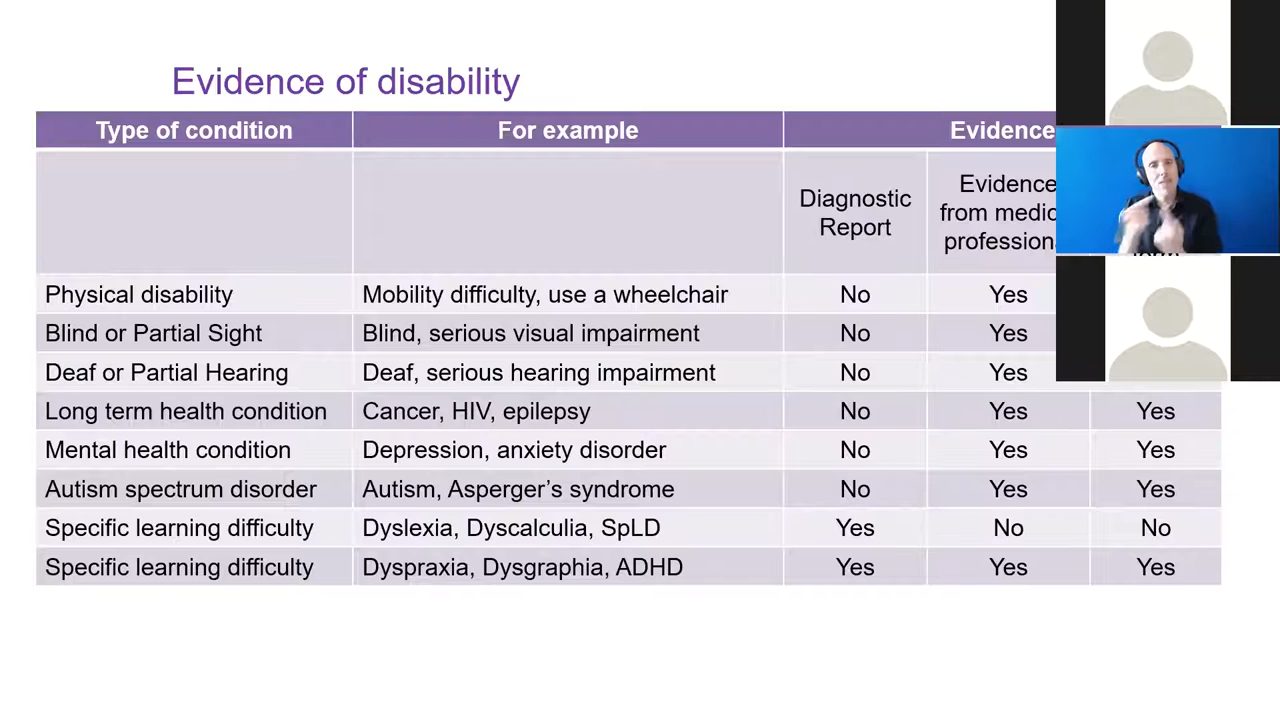 Evidence of disability
Type of condition For example Evidence
Diagnostic
Report
Evidence
from
Physical disability Mobility difficulty, use a wheelchair No Yes
Blind or Partial Sight Blind, serious visual impairment No Yes
Deaf or Partial Hearing Deaf, serious hearing impairment No Yes
Long term health condition Cancer, HIV, epilepsy No Yes Yes
Mental health condition Depression, anxiety disorder No Yes Yes
Autism spectrum disorder Autism, Asperger’s syndrome No Yes Yes
Specific learning difficulty Dyslexia, Dyscalculia, SpLD Yes No No
Specific learning difficulty Dyspraxia, Dysgraphia, ADHD Yes Yes Yes